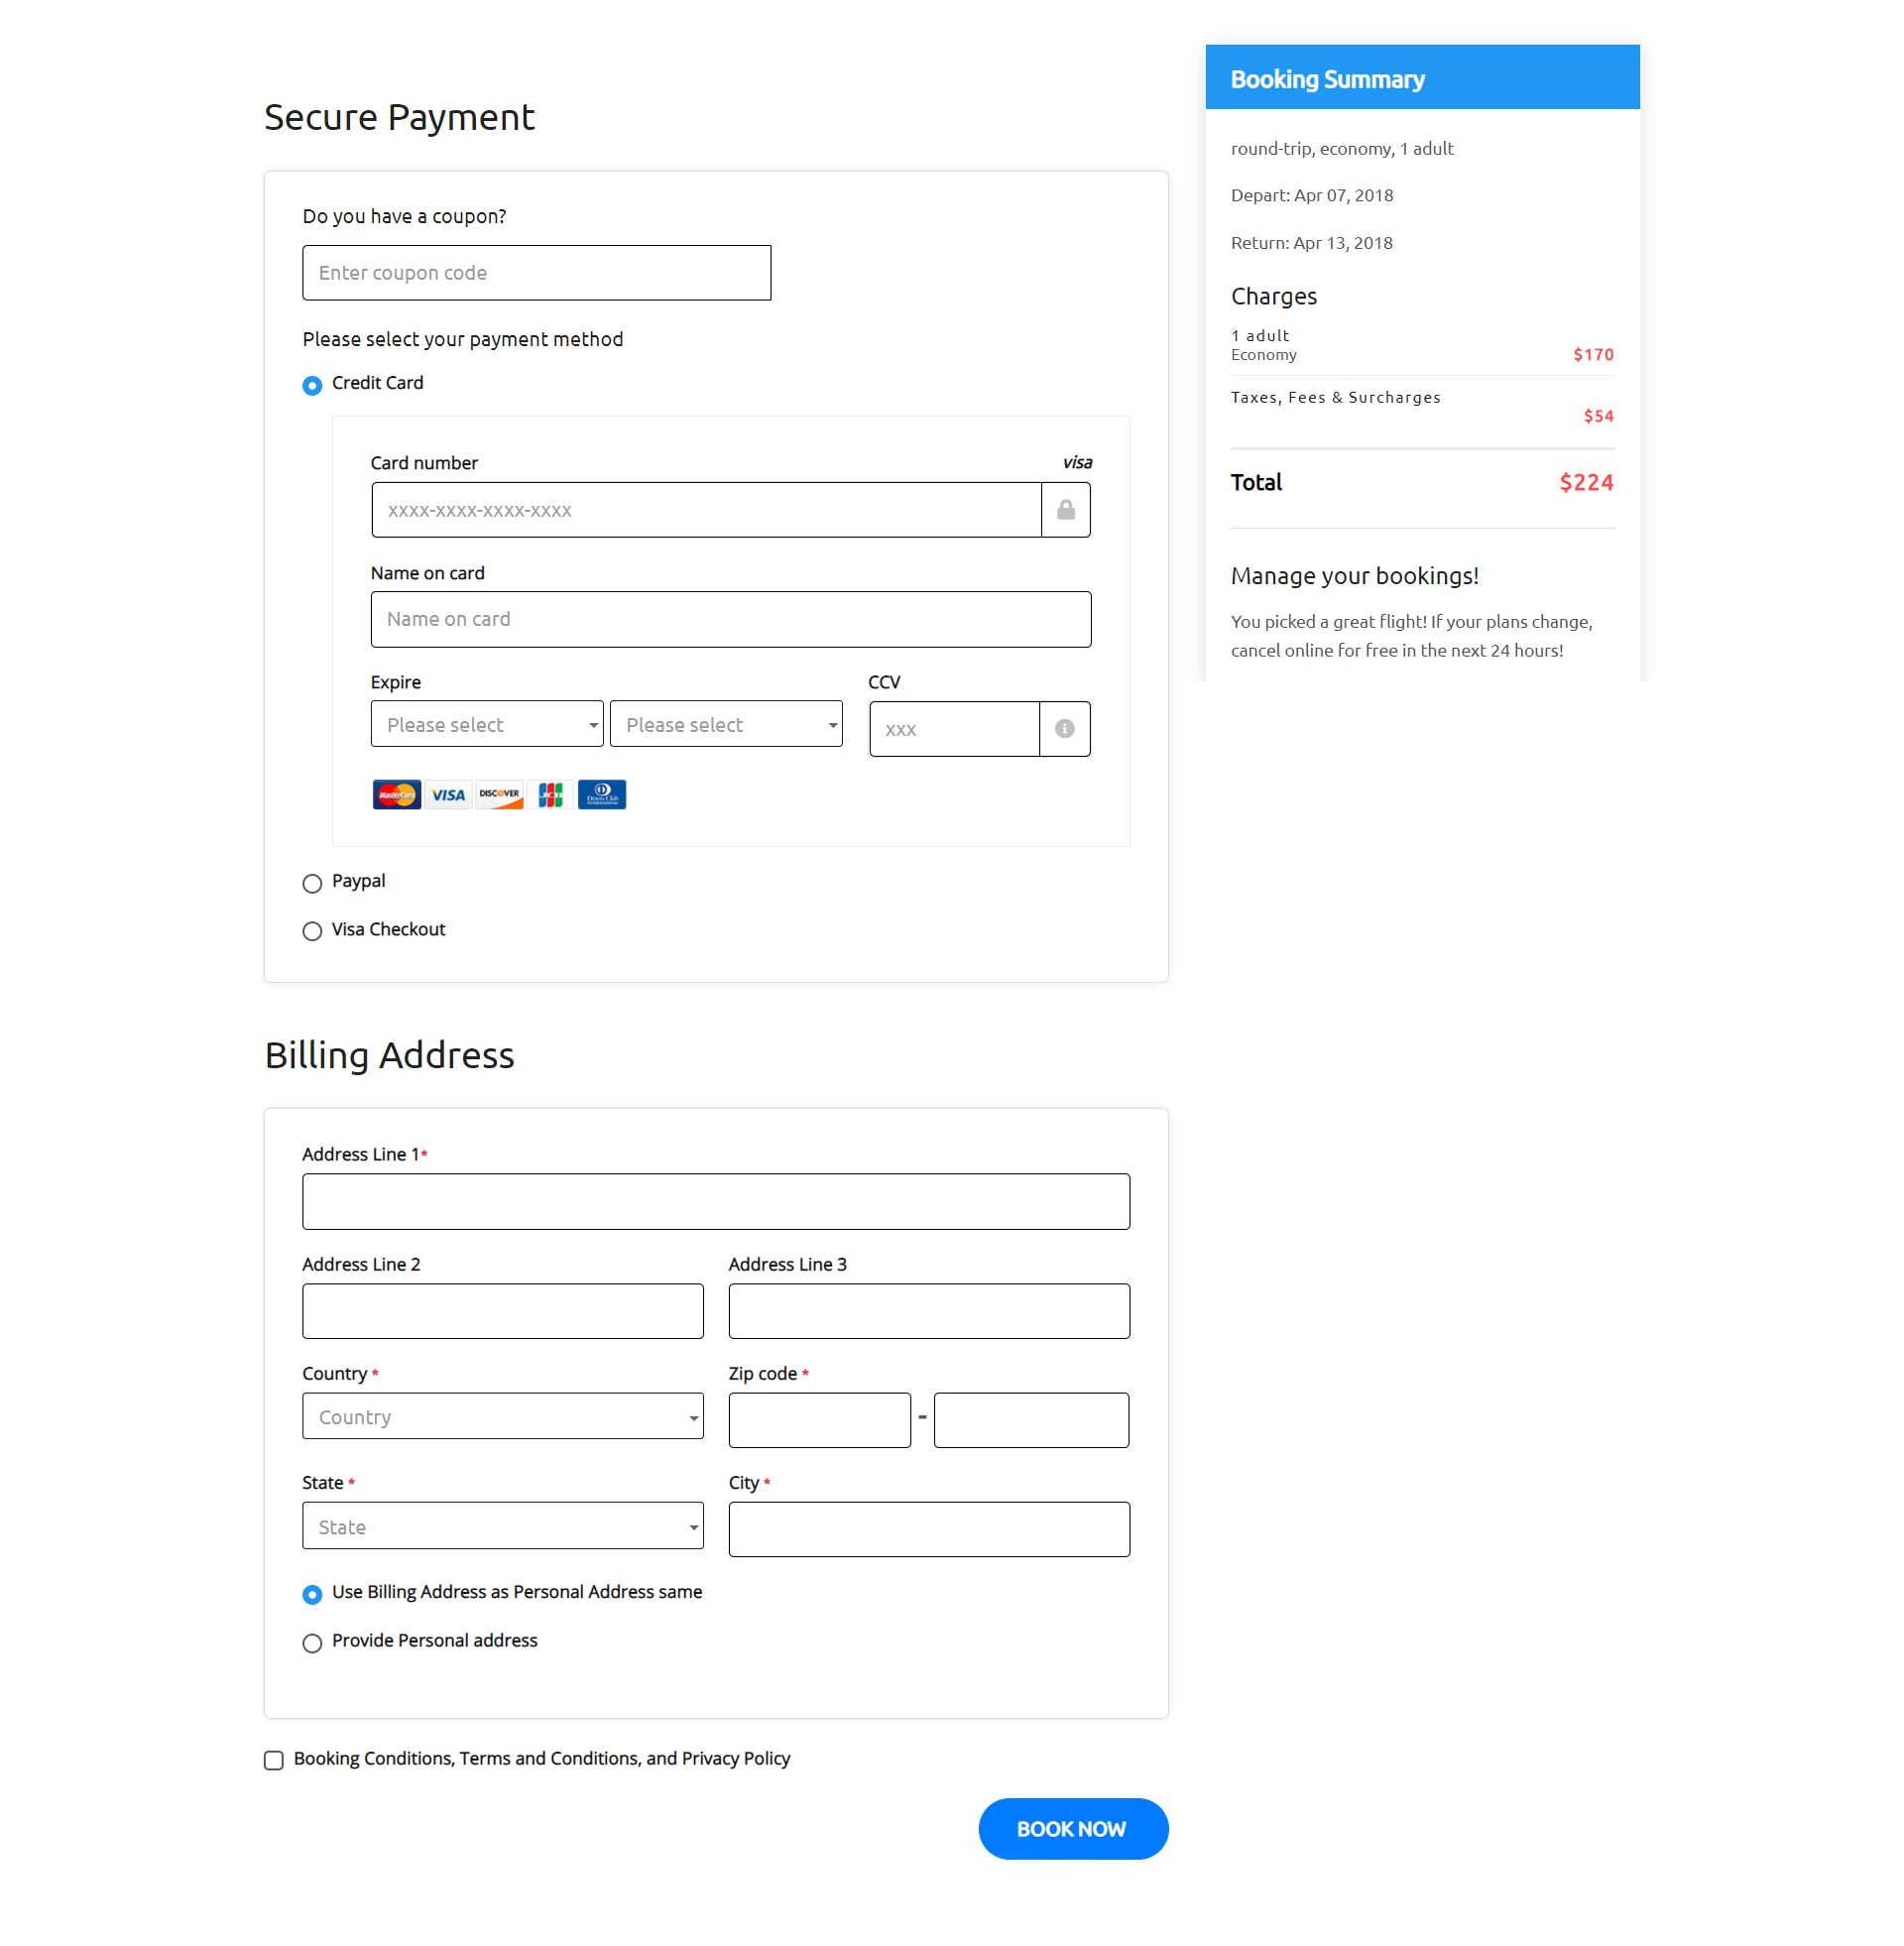 Secure Payment
Do you have a coupon?
Enter coupon code
Please select your payment method
Credit Card
Card number visa
xxxx-xxxx-xxxx-xxxx
Name on card
Name on card
Expire CCV
Please select Please select xxx
MasterCard VISA DISCOVER JCB Diners Club INTERNATIONAL
Paypal
Visa Checkout
Billing Address
Address Line 1*
Address Line 2 Address Line 3
Country * Zip code *
Country -
State * City *
State
Use Billing Address as Personal Address same
Provide Personal address
Booking Conditions, Terms and Conditions, and Privacy Policy
BOOK NOW
Booking Summary
round-trip, economy, 1 adult
Depart: Apr 07, 2018
Return: Apr 13, 2018
Charges
1 adult
Economy $170
Taxes, Fees & Surcharges
$54
Total $224
Manage your bookings!
You picked a great flight! If your plans change,
cancel online for free in the next 24 hours!